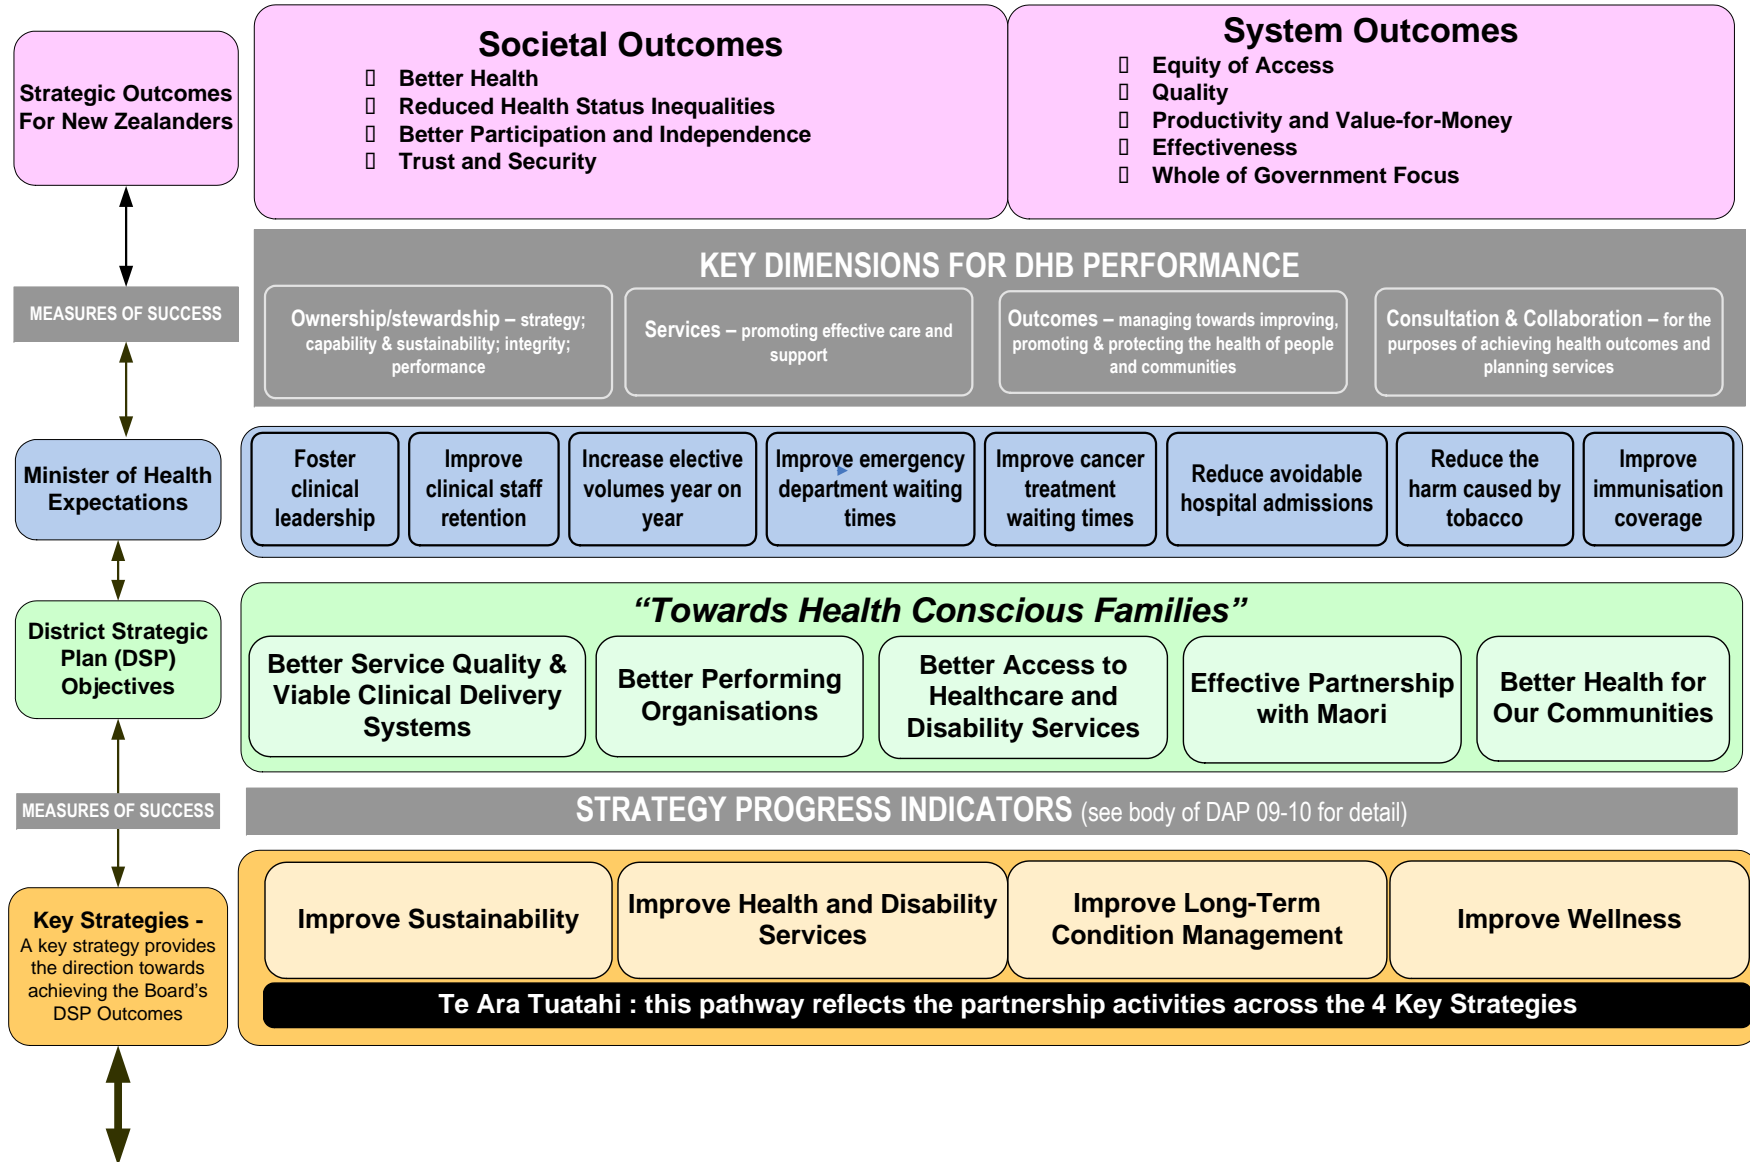 Strategic Outcomes
For New Zealanders
Societal Outcomes
Better Health
Reduced Health Status Inequalities
Better Participation and Independence
Trust and Security
System Outcomes
Equity of Access
Quality
Productivity and Value-for-Money
Effectiveness
Whole of Government Focus
MEASURES OF SUCCESS
KEY DIMENSIONS FOR DHB PERFORMANCE
Ownership/stewardship – strategy;
capability & sustainability; integrity;
performance
Services – promoting effective care and
support
Outcomes – managing towards improving,
promoting & protecting the health of people
and communities
Consultation & Collaboration – for the
purposes of achieving health outcomes and
planning services
Minister of Health
Expectations
Foster
clinical
leadership
Improve
clinical staff
retention
Increase elective
volumes year on
year
Improve emergency
department waiting
times
Improve cancer
treatment
waiting times
Reduce avoidable
hospital admissions
Reduce the
harm caused by
tobacco
Improve
immunisation
coverage
District Strategic
Plan (DSP)
Objectives
“Towards Health Conscious Families”
Better Service Quality &
Viable Clinical Delivery
Systems
Better Performing
Organisations
Better Access to
Healthcare and
Disability Services
Effective Partnership
with Maori
Better Health for
Our Communities
MEASURES OF SUCCESS
STRATEGY PROGRESS INDICATORS (see body of DAP 09-10 for detail)
Key Strategies -
A key strategy provides
the direction towards
achieving the Board’s
DSP Outcomes
Improve Sustainability
Improve Health and Disability
Services
Improve Long-Term
Condition Management
Improve Wellness
Te Ara Tuatahi : this pathway reflects the partnership activities across the 4 Key Strategies